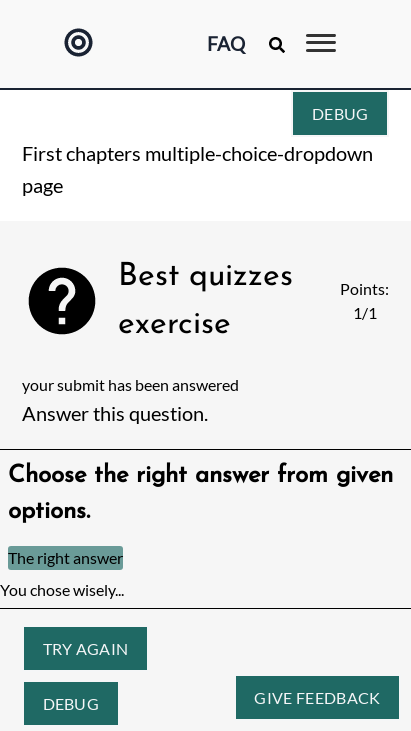 FAQ
DEBUG
First chapters multiple-choice-dropdown
page
Best quizzes
exercise
Points:
1/1
your submit has been answered
Answer this question.
Choose the right answer from given
options.
The right answer
You chose wisely...
TRY AGAIN
DEBUG
GIVE FEEDBACK